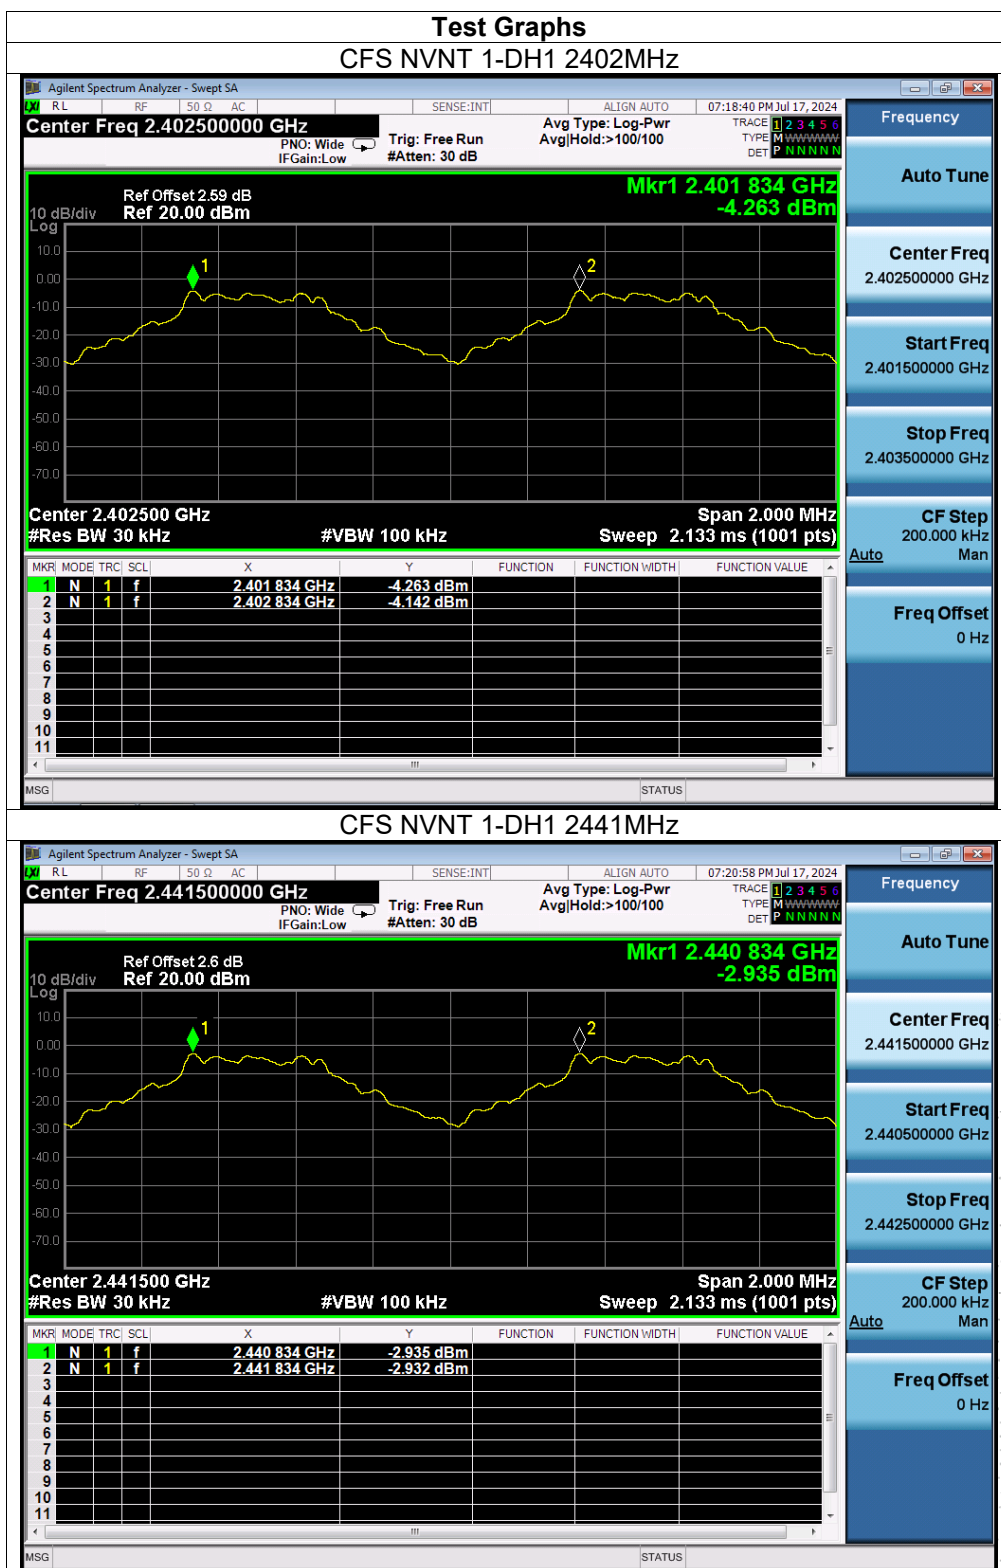 Test Graphs
CFS NVNT 1-DH1 2402MHz
Agilent Spectrum Analyzer - Swept SA
LXI RL RF 50 Ω AC SENSE:INT ALIGN AUTO 07:18:40 PM Jul 17, 2024
Center Freq 2.402500000 GHz
PNO: Wide
IFGain:Low
Trig: Free Run
#Atten: 30 dB
Avg Type: Log-Pwr
Avg|Hold:>100/100
TRACE 1 2 3 4 5 6
TYPE M WWWWW
DET P N N N N N
Frequency
Auto Tune
Center Freq
2.402500000 GHz
Start Freq
2.401500000 GHz
Stop Freq
2.403500000 GHz
CF Step
200.000 kHz
Auto Man
Freq Offset
0 Hz
Mkr1 2.401 834 GHz
-4.263 dBm
Ref Offset 2.59 dB
10 dB/div Ref 20.00 dBm
Log
10.0
0.00
-10.0
-20.0
-30.0
-40.0
-50.0
-60.0
-70.0
1
2
Center 2.402500 GHz Span 2.000 MHz
#Res BW 30 kHz #VBW 100 kHz Sweep 2.133 ms (1001 pts)
MKR MODE TRC SCL X Y FUNCTION FUNCTION WIDTH FUNCTION VALUE
1 N 1 f 2.401 834 GHz -4.263 dBm
2 N 1 f 2.402 834 GHz -4.142 dBm
3
4
5
6
7
8
9
10
11
MSG STATUS
CFS NVNT 1-DH1 2441MHz
Agilent Spectrum Analyzer - Swept SA
LXI RL RF 50 Ω AC SENSE:INT ALIGN AUTO 07:20:58 PM Jul 17, 2024
Center Freq 2.441500000 GHz
PNO: Wide
IFGain:Low
Trig: Free Run
#Atten: 30 dB
Avg Type: Log-Pwr
Avg|Hold:>100/100
TRACE 1 2 3 4 5 6
TYPE M WWWWW
DET P N N N N N
Frequency
Auto Tune
Center Freq
2.441500000 GHz
Start Freq
2.440500000 GHz
Stop Freq
2.442500000 GHz
CF Step
200.000 kHz
Auto Man
Freq Offset
0 Hz
Mkr1 2.440 834 GHz
-2.935 dBm
Ref Offset 2.6 dB
10 dB/div Ref 20.00 dBm
Log
10.0
0.00
-10.0
-20.0
-30.0
-40.0
-50.0
-60.0
-70.0
1
2
Center 2.441500 GHz Span 2.000 MHz
#Res BW 30 kHz #VBW 100 kHz Sweep 2.133 ms (1001 pts)
MKR MODE TRC SCL X Y FUNCTION FUNCTION WIDTH FUNCTION VALUE
1 N 1 f 2.440 834 GHz -2.935 dBm
2 N 1 f 2.441 834 GHz -2.932 dBm
3
4
5
6
7
8
9
10
11
MSG STATUS